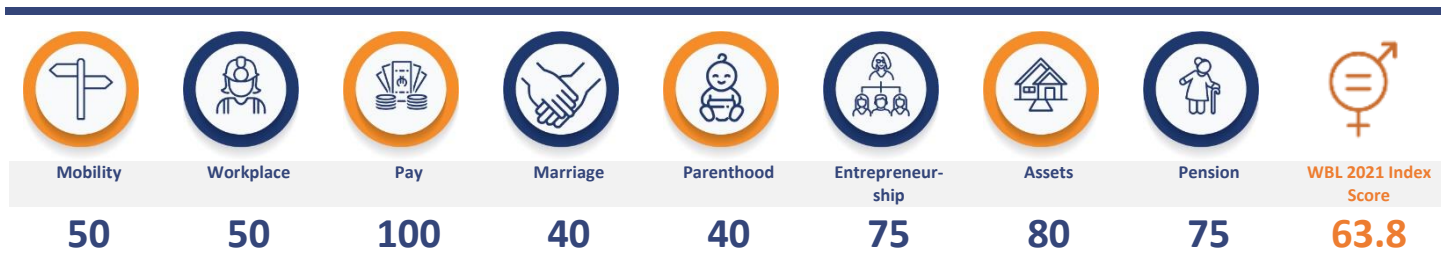 Mobility
Workplace
Pay
Marriage
Parenthood
Entrepreneur-
ship
Assets
Pension
WBL 2021 Index
Score
50
50
100
40
40
75
80
75
63.8